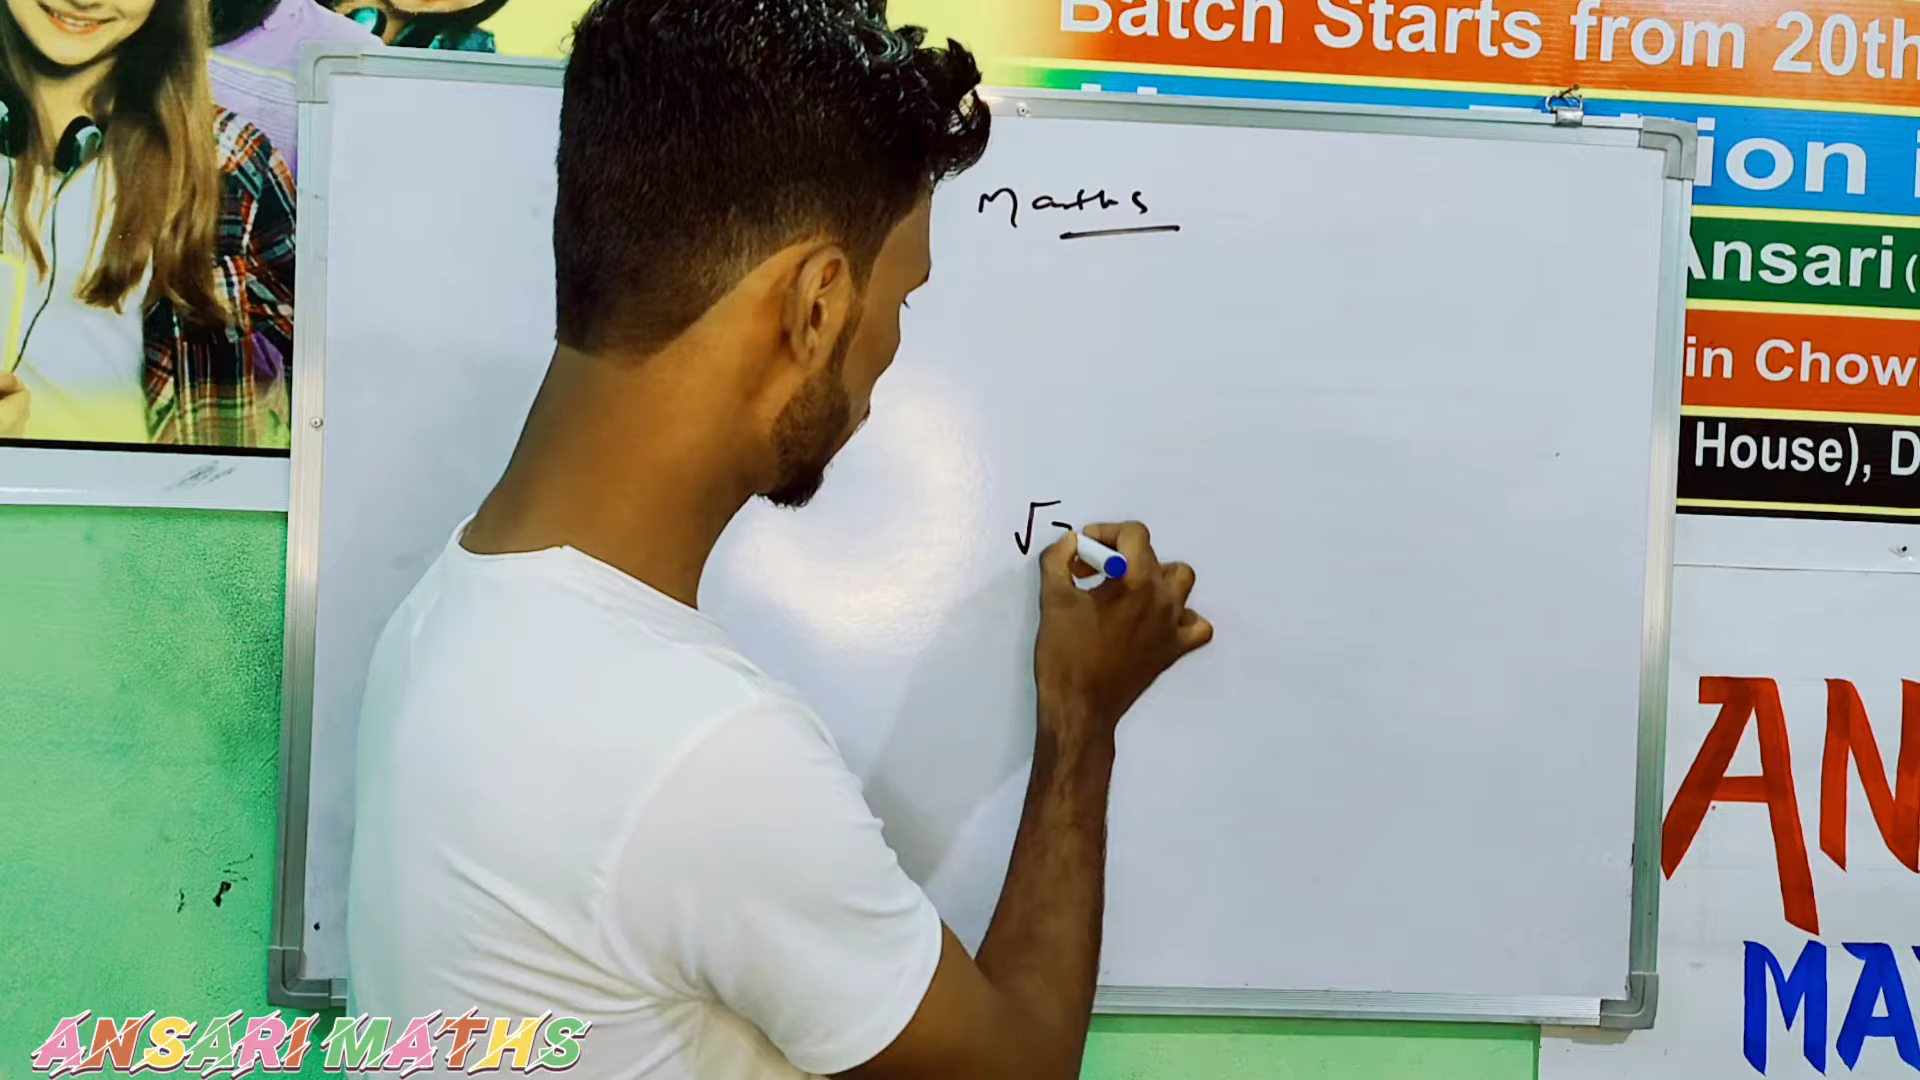 Batch Starts from 20th
ion i
Ansari (
in Chow
House), D
Maths
√
AN
MA
ANSARI MATHS